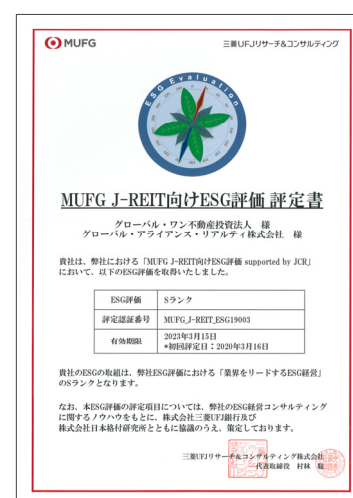 MUFG
三菱UFJリサーチ&コンサルティング
ESG Evaluation
MUFG J-REIT向けESG評価 評定書
グローバル・ワン不動産投資法人 様
グローバル・アライアンス・リアルティ株式会社 様
貴社は、弊社における「MUFG J-REIT向けESG評価 supported by JCR」
において、以下のESG評価を取得いたしました。
ESG評価 Sランク
評定認証番号 MUFG_J-REIT_ESG19003
有効期限 2023年3月15日
*初回評定日：2020年3月16日
貴社のESGの取組は、弊社ESG評価における「業界をリードするESG経営」
のSランクとなります。
なお、本ESG評価の評定項目については、弊社のESG経営コンサルティング
に関するノウハウをもとに、株式会社三菱UFJ銀行及び
株式会社日本格付研究所とともに協議のうえ、策定しております。
三菱UFJリサーチ&コンサルティング株式会社
代表取締役 村林 聡